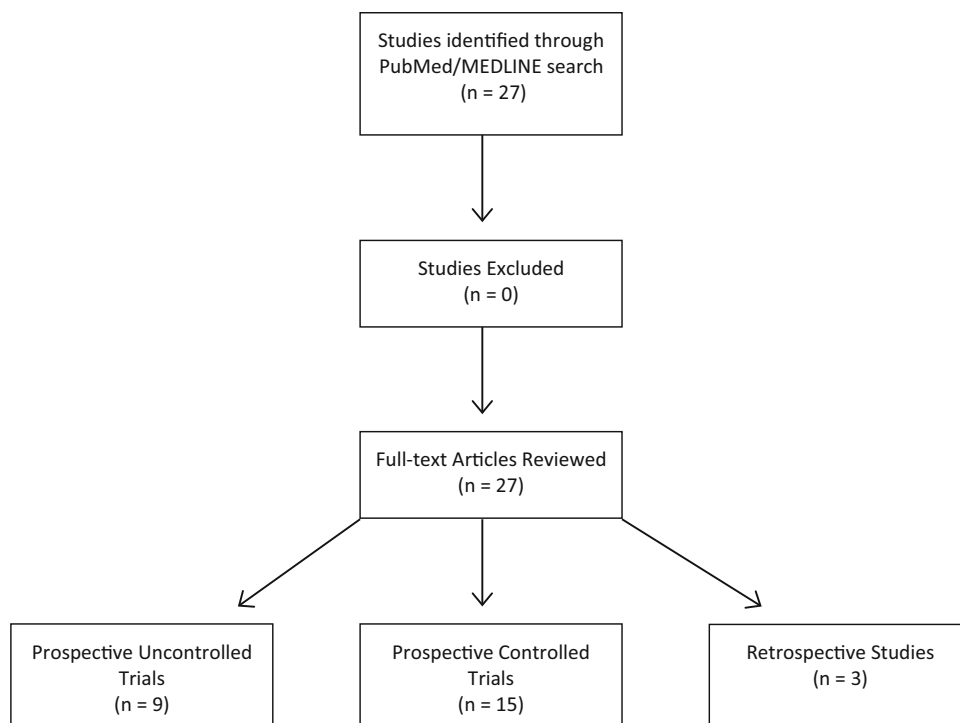 Studies identified through
PubMed/MEDLINE search
(n = 27)
Studies Excluded
(n = 0)
Full-text Articles Reviewed
(n = 27)
Prospective Uncontrolled
Trials
(n = 9)
Prospective Controlled
Trials
(n = 15)
Retrospective Studies
(n = 3)